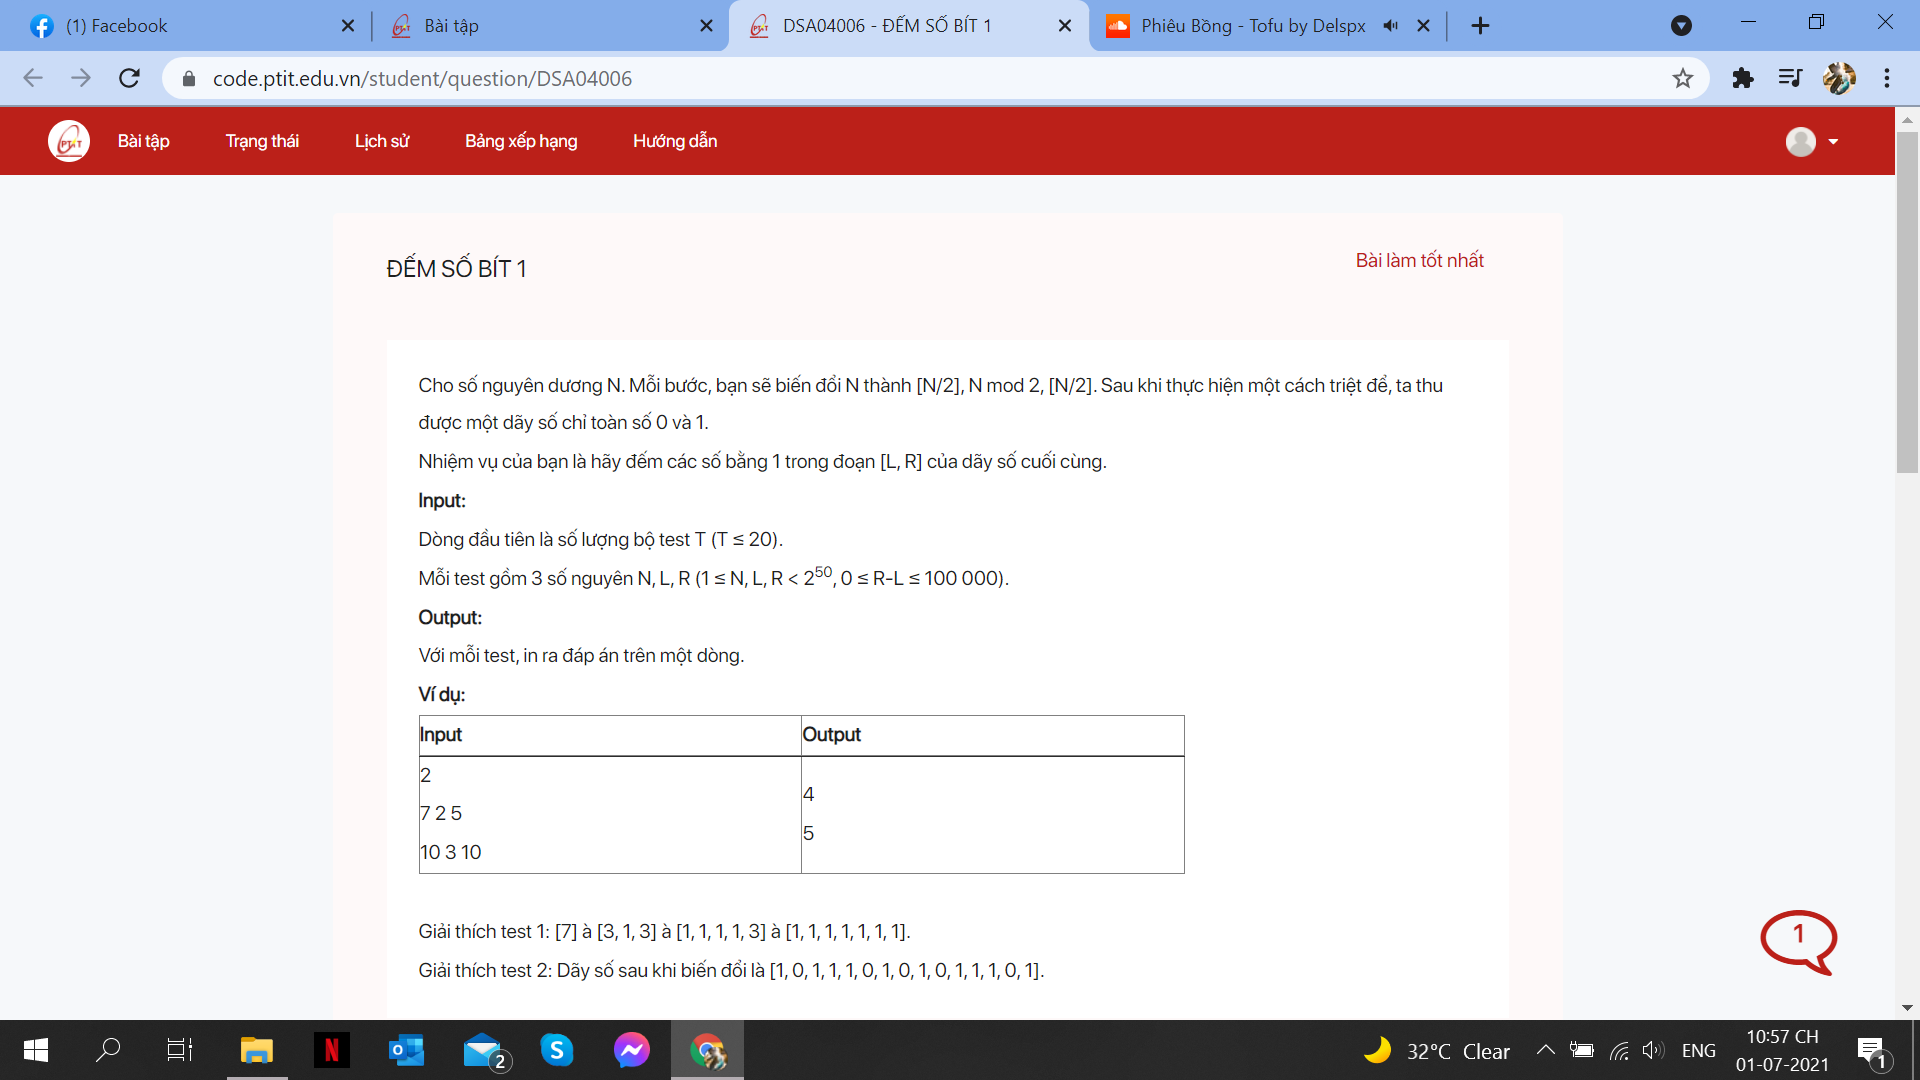 (1) Facebook
Bài tập
DSA04006 - ĐẾM SỐ BÍT 1
Phiêu Bồng - Tofu by Delspx
code.ptit.edu.vn/student/question/DSA04006
PTIT Bài tập Trạng thái Lịch sử Bảng xếp hạng Hướng dẫn
ĐẾM SỐ BÍT 1
Bài làm tốt nhất
Cho số nguyên dương N. Mỗi bước, bạn sẽ biến đổi N thành [N/2], N mod 2, [N/2]. Sau khi thực hiện một cách triệt để, ta thu
được một dãy số chỉ toàn số 0 và 1.
Nhiệm vụ của bạn là hãy đếm các số bằng 1 trong đoạn [L, R] của dãy số cuối cùng.
Input:
Dòng đầu tiên là số lượng bộ test T (T ≤ 20).
Mỗi test gồm 3 số nguyên N, L, R (1 ≤ N, L, R < 2^50, 0 ≤ R-L ≤ 100 000).
Output:
Với mỗi test, in ra đáp án trên một dòng.
Ví dụ:
Input Output
2
7 2 5
10 3 10
4
5
Giải thích test 1: [7] à [3, 1, 3] à [1, 1, 1, 1, 3] à [1, 1, 1, 1, 1, 1, 1].
Giải thích test 2: Dãy số sau khi biến đổi là [1, 0, 1, 1, 1, 0, 1, 0, 1, 0, 1, 1, 1, 0, 1].
1
N
2
S
32°C Clear
ENG
10:57 CH
01-07-2021
1